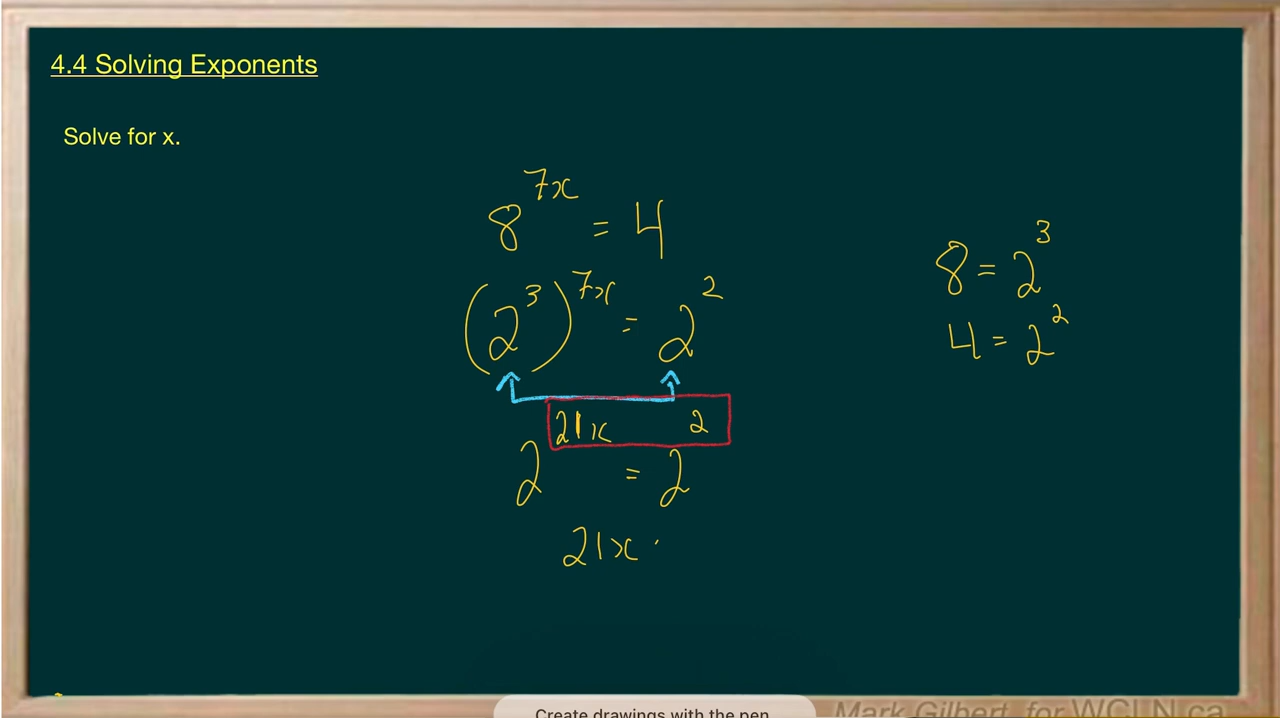 4.4 Solving Exponents
Solve for x.
8^{7x} = 4
(2^3)^{7x} = 2^2
2^{21x} = 2^2
21x
8 = 2^3
4 = 2^2
Create drawings with the pen
Mark Gilbert for WCLN.ca